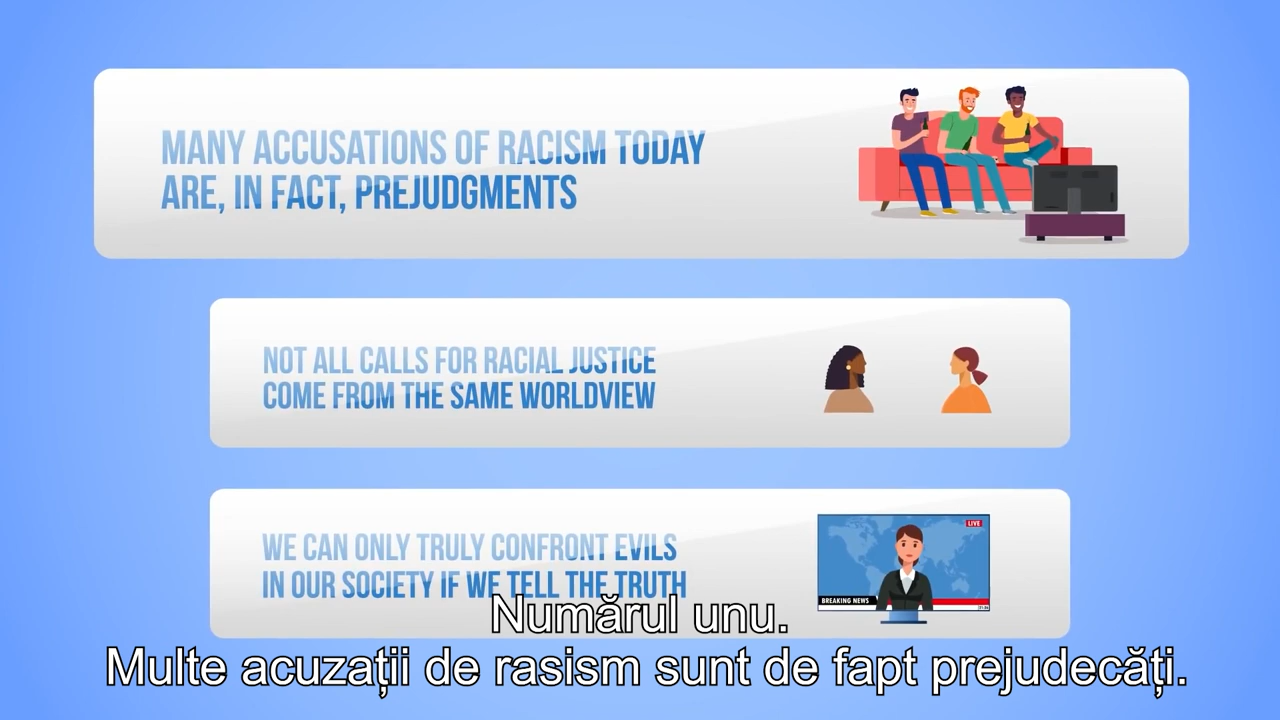 MANY ACCUSATIONS OF RACISM TODAY
ARE, IN FACT, PREJUDGMENTS
NOT ALL CALLS FOR RACIAL JUSTICE
COME FROM THE SAME WORLDVIEW
WE CAN ONLY TRULY CONFRONT EVILS
IN OUR SOCIETY IF WE TELL THE TRUTH
LIVE
BREAKING NEWS
Numărul unu.
Multe acuzații de rasism sunt de fapt prejudecăți.